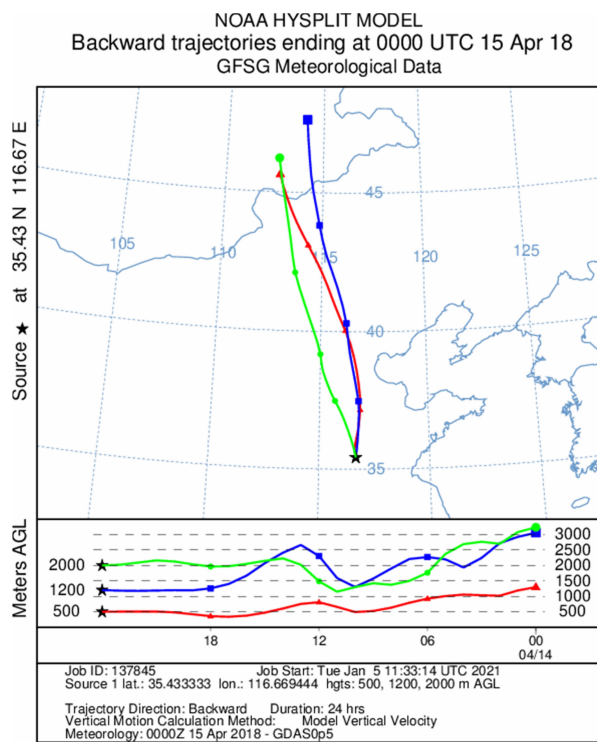 NOAA HYSPLIT MODEL
Backward trajectories ending at 0000 UTC 15 Apr 18
GFSG Meteorological Data
Source ★ at 35.43 N 116.67 E
45
105
110
115
120
125
40
35
Meters AGL
3000
2500
2000 2000
1500
1200 1000
500 500
18 12 06 00
04/14
Job ID: 137845 Job Start: Tue Jan 5 11:33:14 UTC 2021
Source 1 lat.: 35.433333 lon.: 116.669444 hgts: 500, 1200, 2000 m AGL
Trajectory Direction: Backward Duration: 24 hrs
Vertical Motion Calculation Method: Model Vertical Velocity
Meteorology: 0000Z 15 Apr 2018 - GDAS0p5